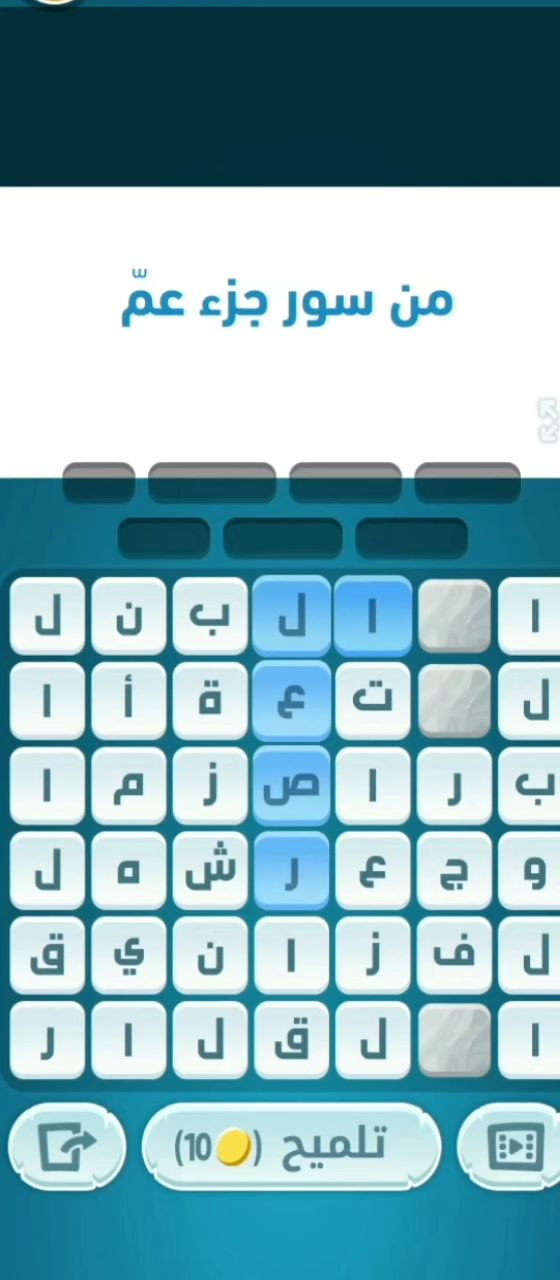 من سور جزء عمّ
ا ا ل ب ن ل
ل ت ع ة أ ا
ب ر ا ص ز م ا
و ج ع ر ش ه ل
ل ف ز ا ن ي ق
ا ل ق ل ا ر
تلميح (10)